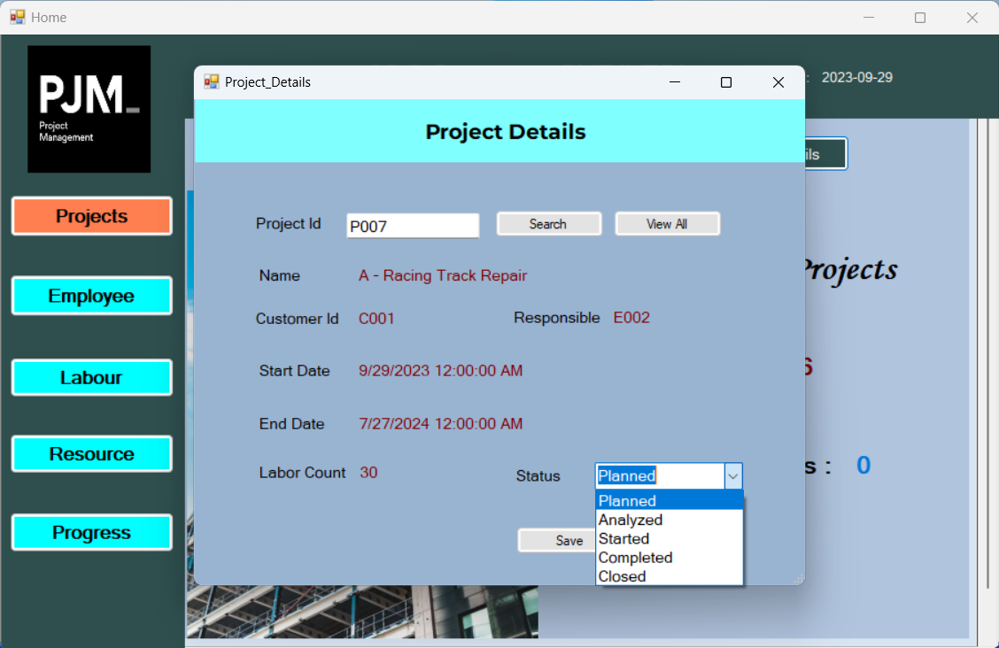 Home
PJM_
Project
Management
: 2023-09-29
Project_Details
Project Details
Projects
Employee
Labour
Resource
Progress
Project Id P007 Search View All
Name A - Racing Track Repair
Customer Id C001 Responsible E002
Start Date 9/29/2023 12:00:00 AM
End Date 7/27/2024 12:00:00 AM
Labor Count 30 Status Planned
Planned
Analyzed
Started
Completed
Closed
Save
ils
Projects
6
s : 0